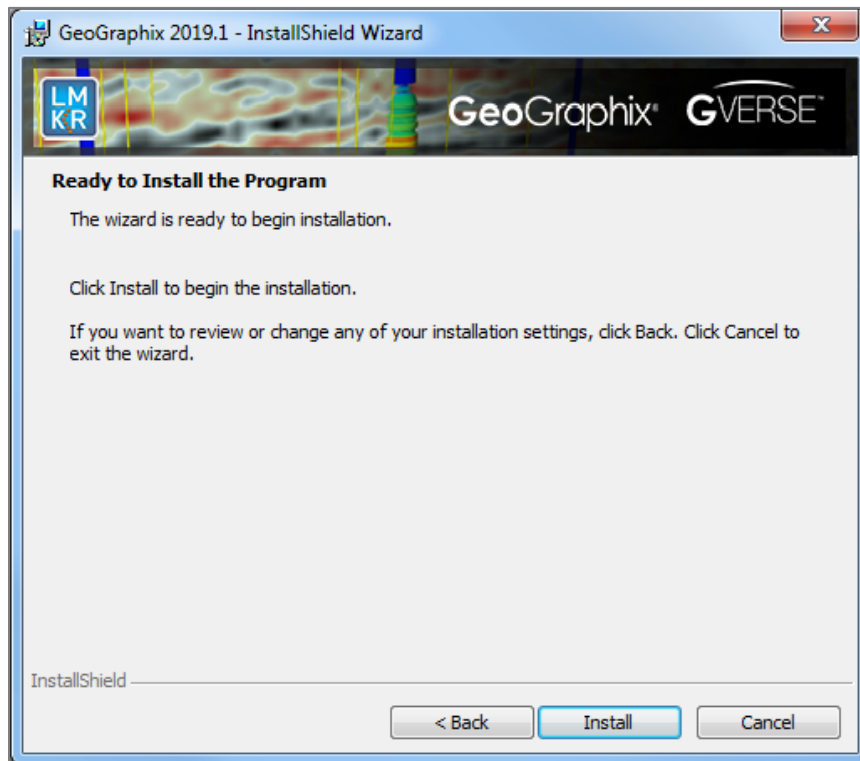 GeoGraphix 2019.1 - InstallShield Wizard
LM
KR
GeoGraphix® GVERSE™
Ready to Install the Program
The wizard is ready to begin installation.
Click Install to begin the installation.
If you want to review or change any of your installation settings, click Back. Click Cancel to
exit the wizard.
InstallShield
< Back Install Cancel